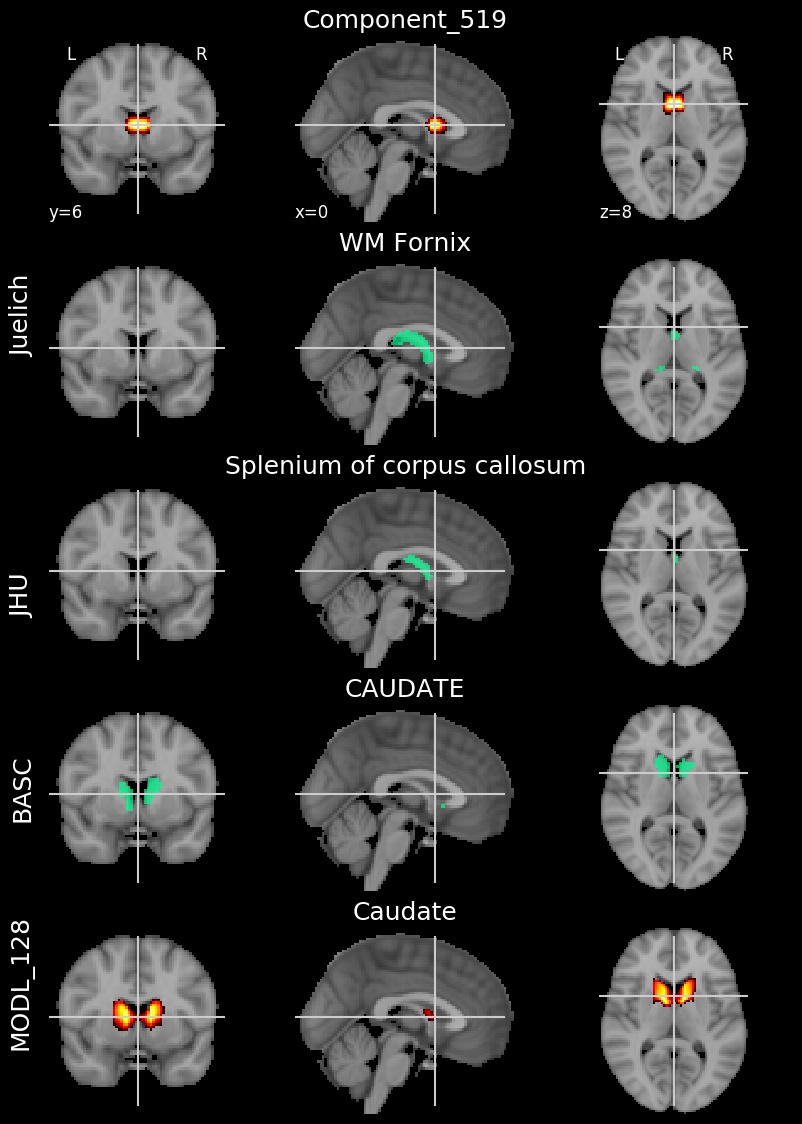 Component_519
L R L R
y=6 x=0 z=8
WM Fornix
Juelich
Splenium of corpus callosum
JHU
CAUDATE
BASC
Caudate
MODL_128